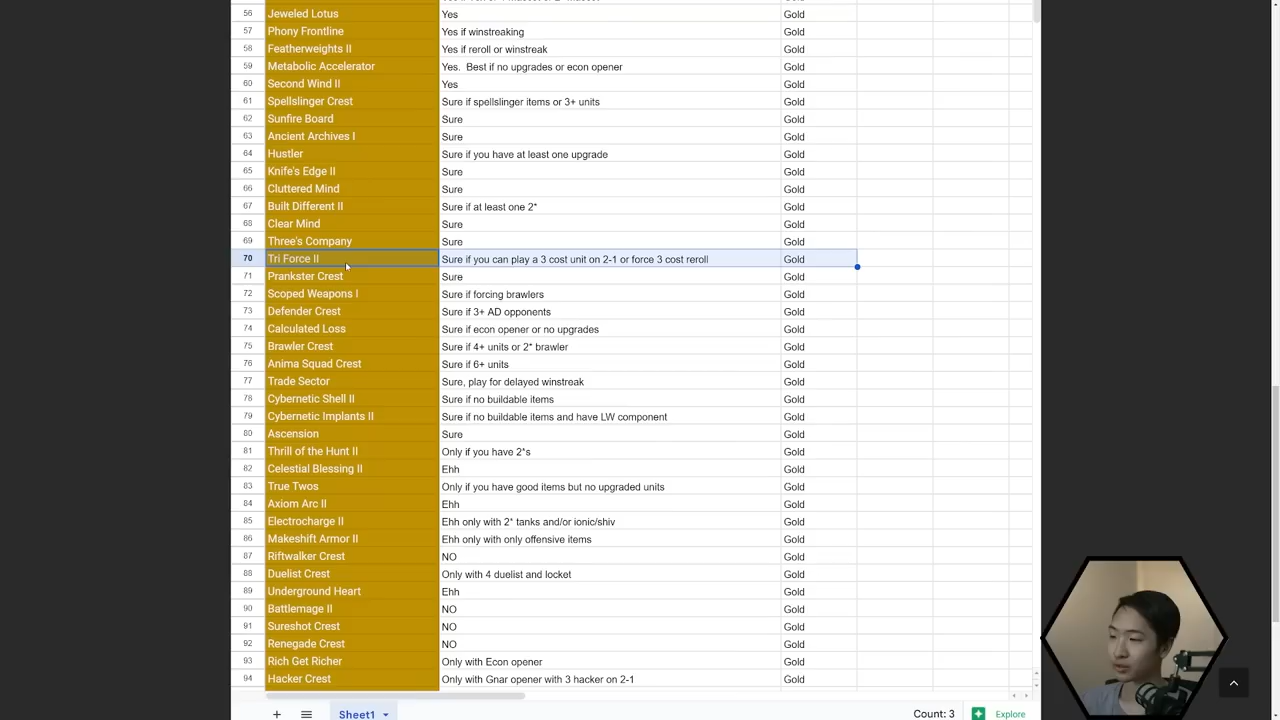 56 Jeweled Lotus Yes Gold
57 Phony Frontline Yes if winstreaking Gold
58 Featherweights II Yes if reroll or winstreak Gold
59 Metabolic Accelerator Yes. Best if no upgrades or econ opener Gold
60 Second Wind II Yes Gold
61 Spellslinger Crest Sure if spellslinger items or 3+ units Gold
62 Sunfire Board Sure Gold
63 Ancient Archives I Sure Gold
64 Hustler Sure if you have at least one upgrade Gold
65 Knife's Edge II Sure Gold
66 Cluttered Mind Sure Gold
67 Built Different II Sure if at least one 2* Gold
68 Clear Mind Sure Gold
69 Three's Company Sure Gold
70 Tri Force II Sure if you can play a 3 cost unit on 2-1 or force 3 cost reroll Gold
71 Prankster Crest Sure Gold
72 Scoped Weapons I Sure if forcing brawlers Gold
73 Defender Crest Sure if 3+ AD opponents Gold
74 Calculated Loss Sure if econ opener or no upgrades Gold
75 Brawler Crest Sure if 4+ units or 2* brawler Gold
76 Anima Squad Crest Sure if 6+ units Gold
77 Trade Sector Sure, play for delayed winstreak Gold
78 Cybernetic Shell II Sure if no buildable items Gold
79 Cybernetic Implants II Sure if no buildable items and have LW component Gold
80 Ascension Sure Gold
81 Thrill of the Hunt II Only if you have 2*s Gold
82 Celestial Blessing II Ehh Gold
83 True Twos Only if you have good items but no upgraded units Gold
84 Axiom Arc II Ehh Gold
85 Electrocharge II Ehh only with 2* tanks and/or ionic/shiv Gold
86 Makeshift Armor II Ehh only with only offensive items Gold
87 Riftwalker Crest NO Gold
88 Duelist Crest Only with 4 duelist and locket Gold
89 Underground Heart Ehh Gold
90 Battlemage II NO Gold
91 Sureshot Crest NO Gold
92 Renegade Crest NO Gold
93 Rich Get Richer Only with Econ opener Gold
94 Hacker Crest Only with Gnar opener with 3 hacker on 2-1 Gold
Sheet1 Count: 3 Explore